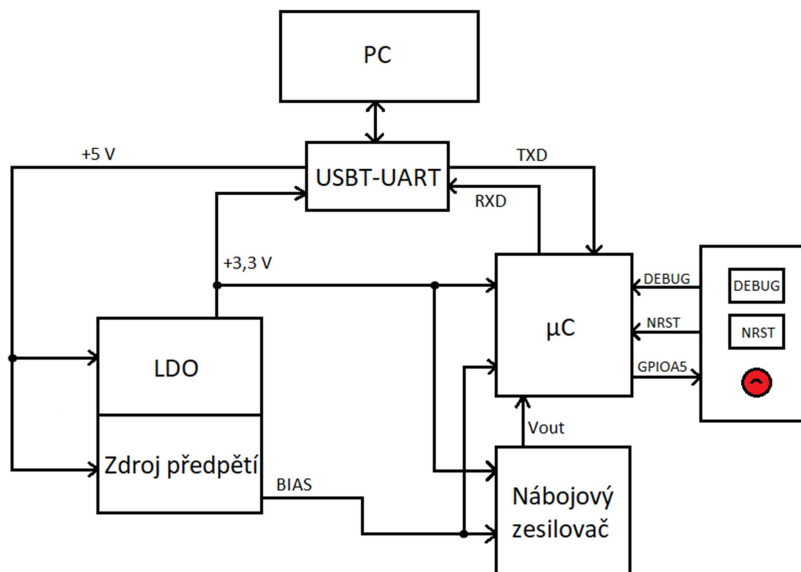 PC
+5 V
USBT-UART
TXD
RXD
+3,3 V
µC
DEBUG
DEBUG
NRST
NRST
GPIOA5
LDO
Vout
Zdroj předpětí
BIAS
Nábojový
zesilovač